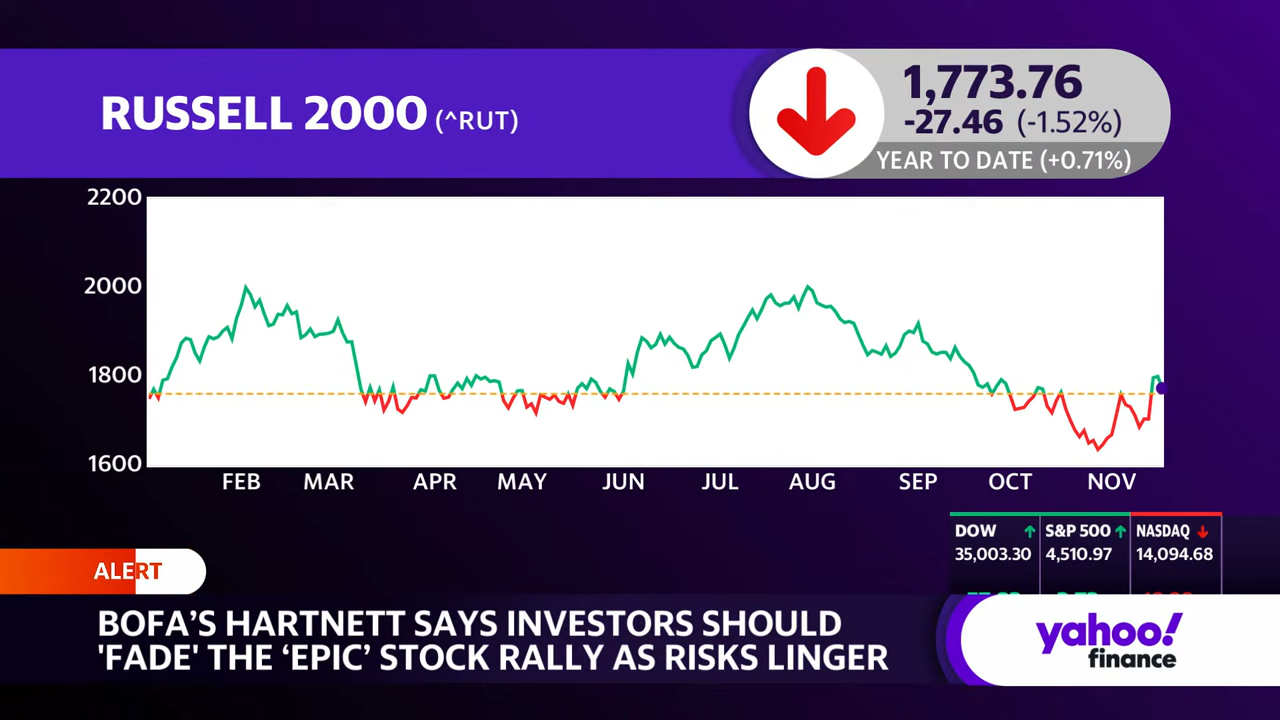 RUSSELL 2000 (^RUT)
1,773.76
-27.46 (-1.52%)
YEAR TO DATE (+0.71%)
2200
2000
1800
1600
FEB MAR APR MAY JUN JUL AUG SEP OCT NOV
DOW S&P 500 NASDAQ
35,003.30 4,510.97 14,094.68
ALERT
BOFA’S HARTNETT SAYS INVESTORS SHOULD
'FADE' THE ‘EPIC’ STOCK RALLY AS RISKS LINGER
yahoo!
finance